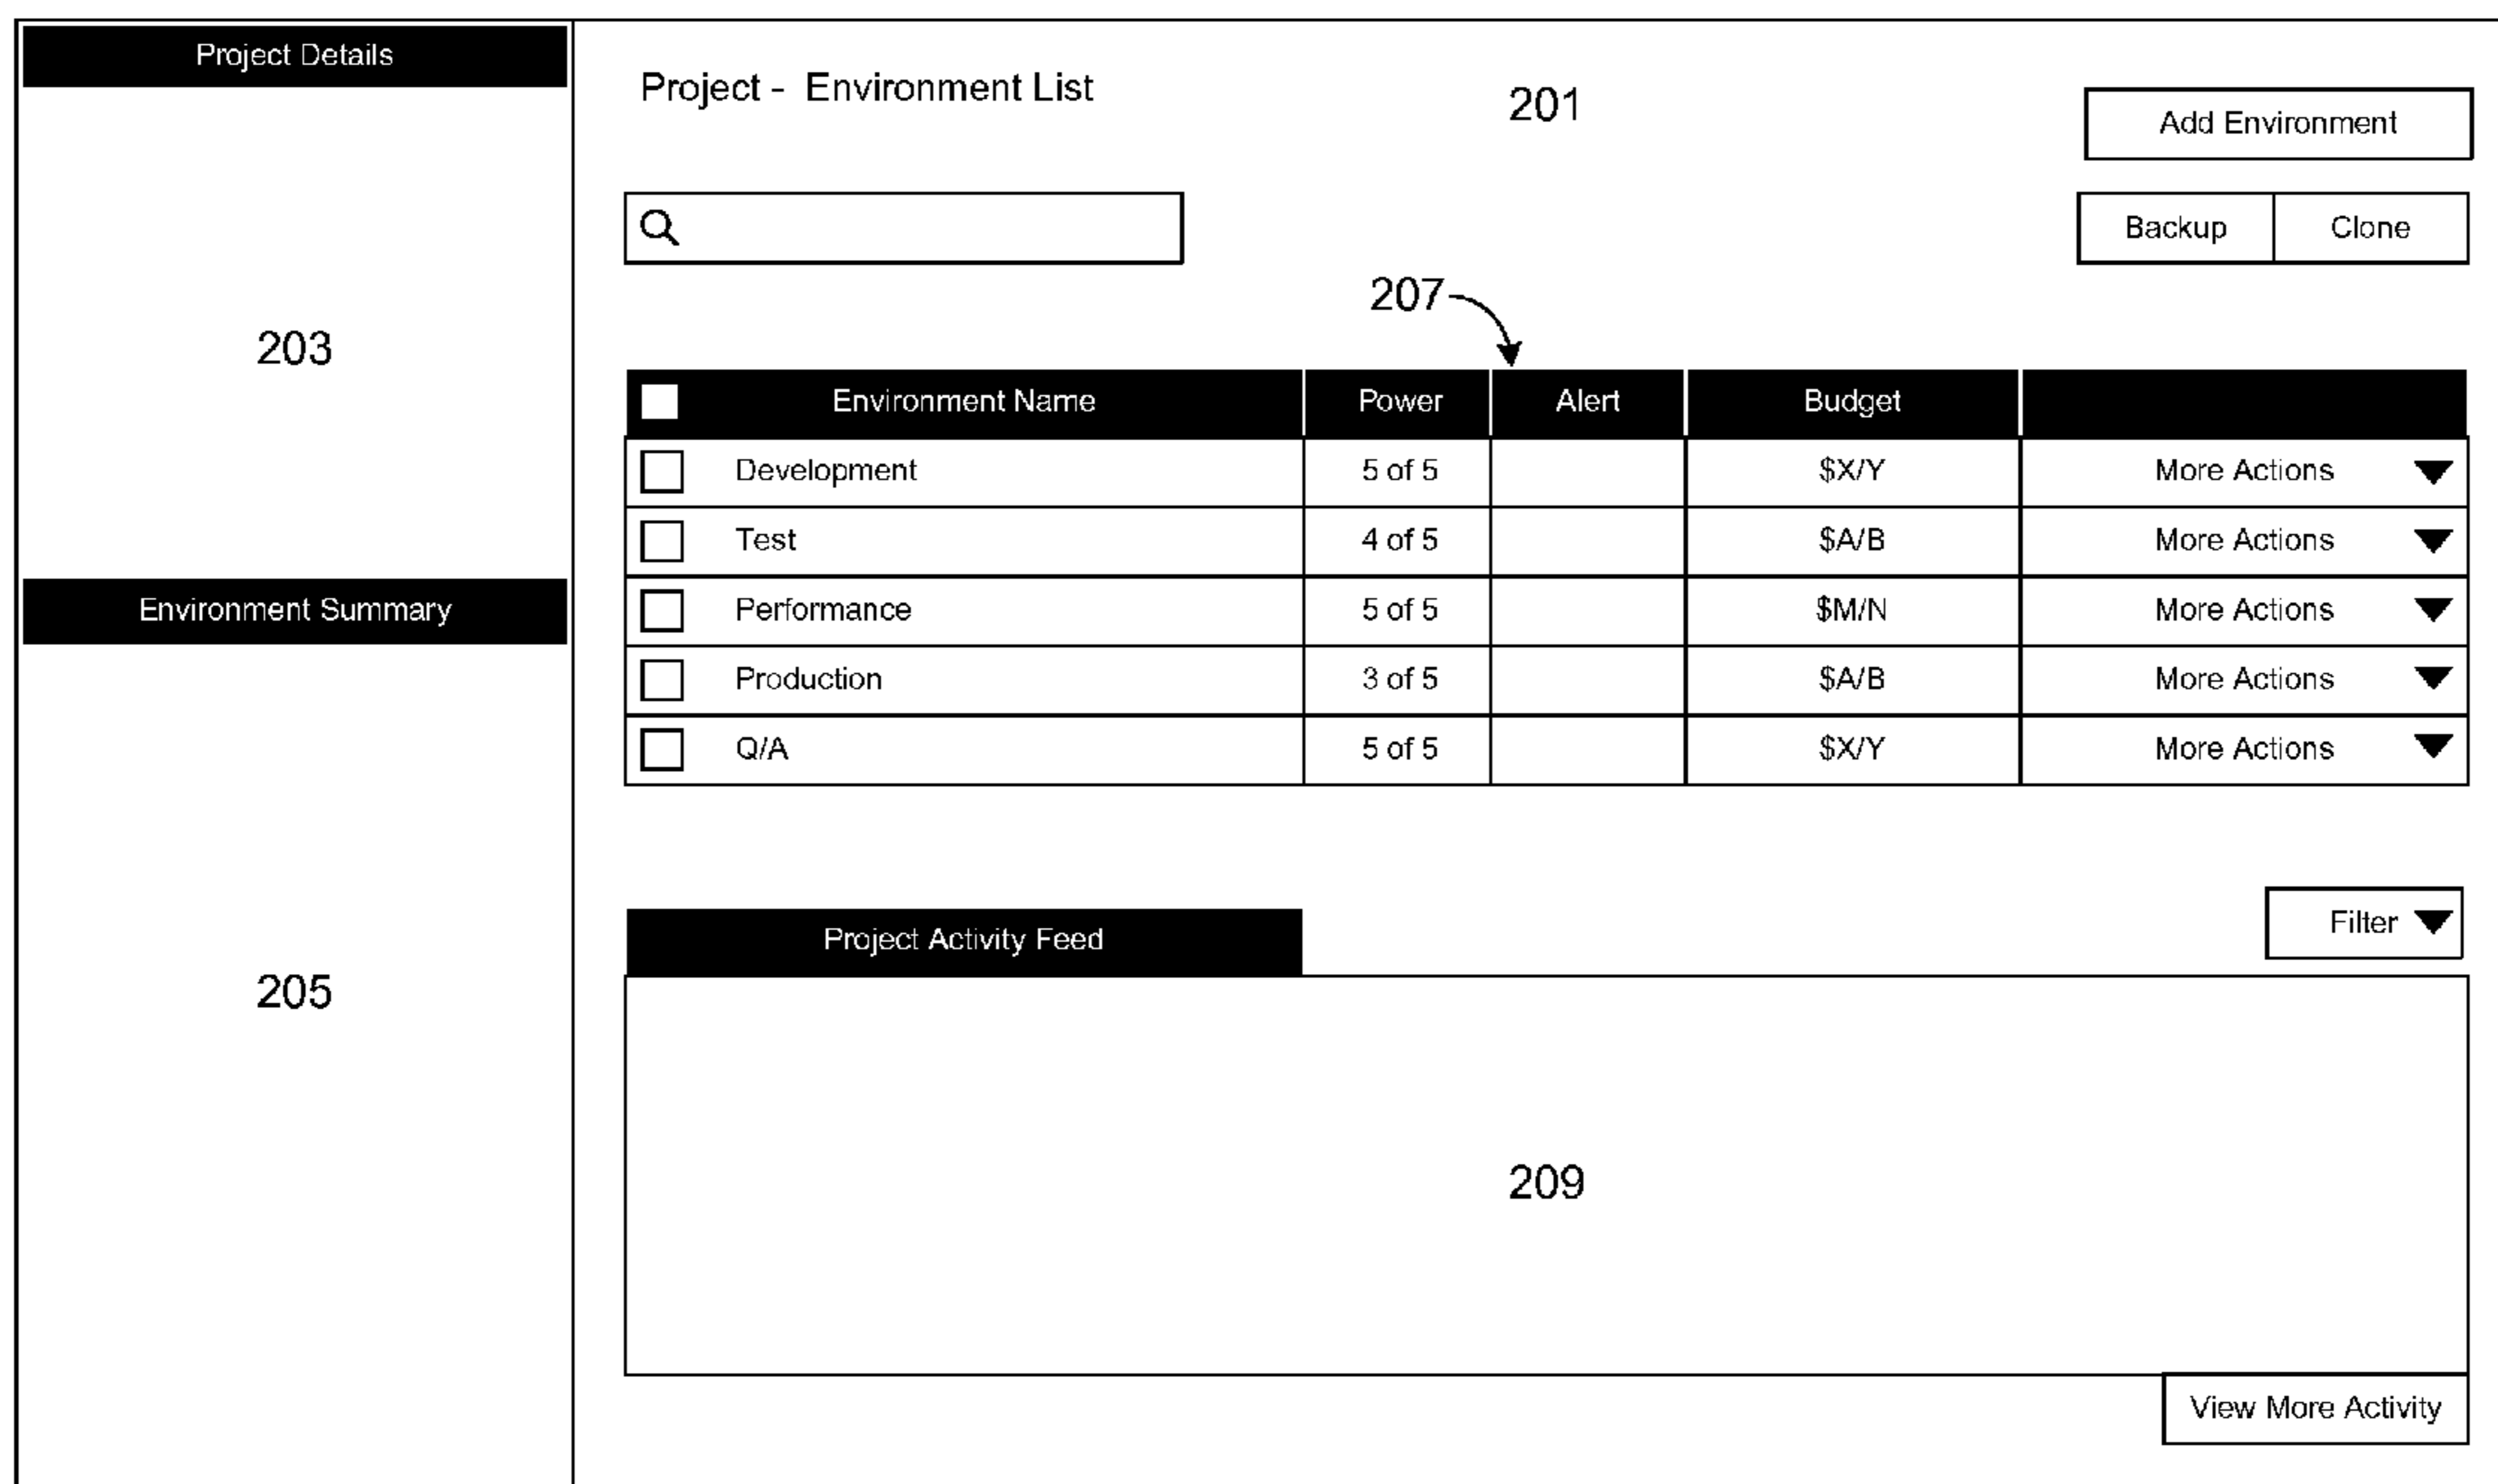 Project Details
203
Environment Summary
205
Project - Environment List
201
Add Environment
Backup Clone
207
Environment Name Power Alert Budget
Development 5 of 5 $X/Y More Actions
Test 4 of 5 $A/B More Actions
Performance 5 of 5 $M/N More Actions
Production 3 of 5 $A/B More Actions
Q/A 5 of 5 $X/Y More Actions
Filter
Project Activity Feed
209
View More Activity